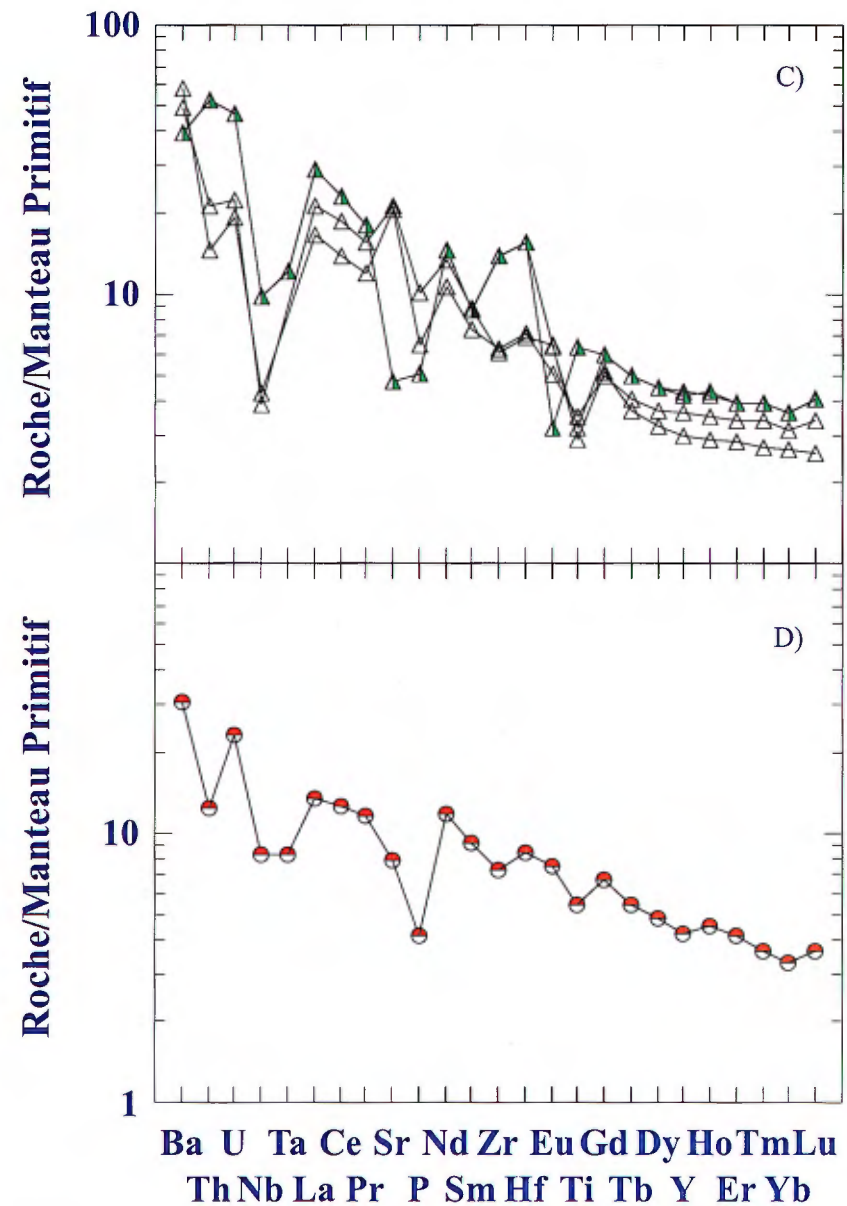 100
C)
Roche/Manteau Primitif
10
D)
Roche/Manteau Primitif
10
1
Ba U Ta Ce Sr Nd Zr Eu Gd Dy Ho Tm Lu
Th Nb La Pr P Sm Hf Ti Tb Y Er Yb